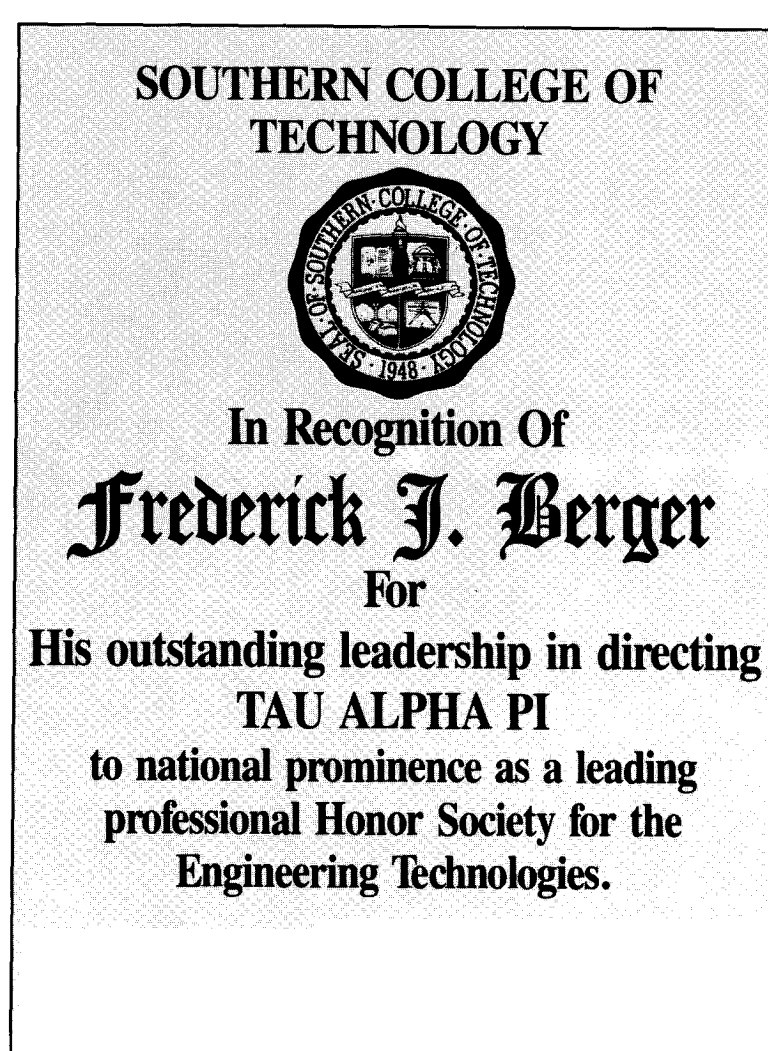 SOUTHERN COLLEGE OF
TECHNOLOGY
SEAL · OF · SOUTHERN · COLLEGE · OF · TECHNOLOGY
· 1948 ·
In Recognition Of
Frederick J. Berger
For
His outstanding leadership in directing
TAU ALPHA PI
to national prominence as a leading
professional Honor Society for the
Engineering Technologies.